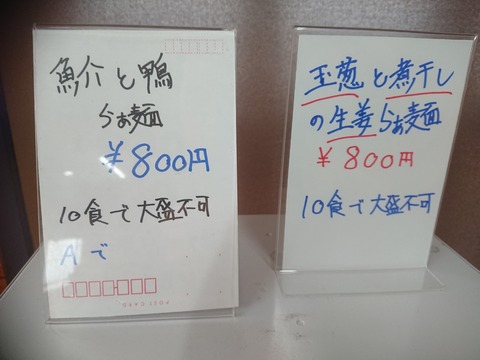 魚介と鴨
らぁ麺
¥800円
10食で大盛不可
Aで
POST CARD
玉葱と煮干し
の生姜らぁ麺
¥800円
10食で大盛不可